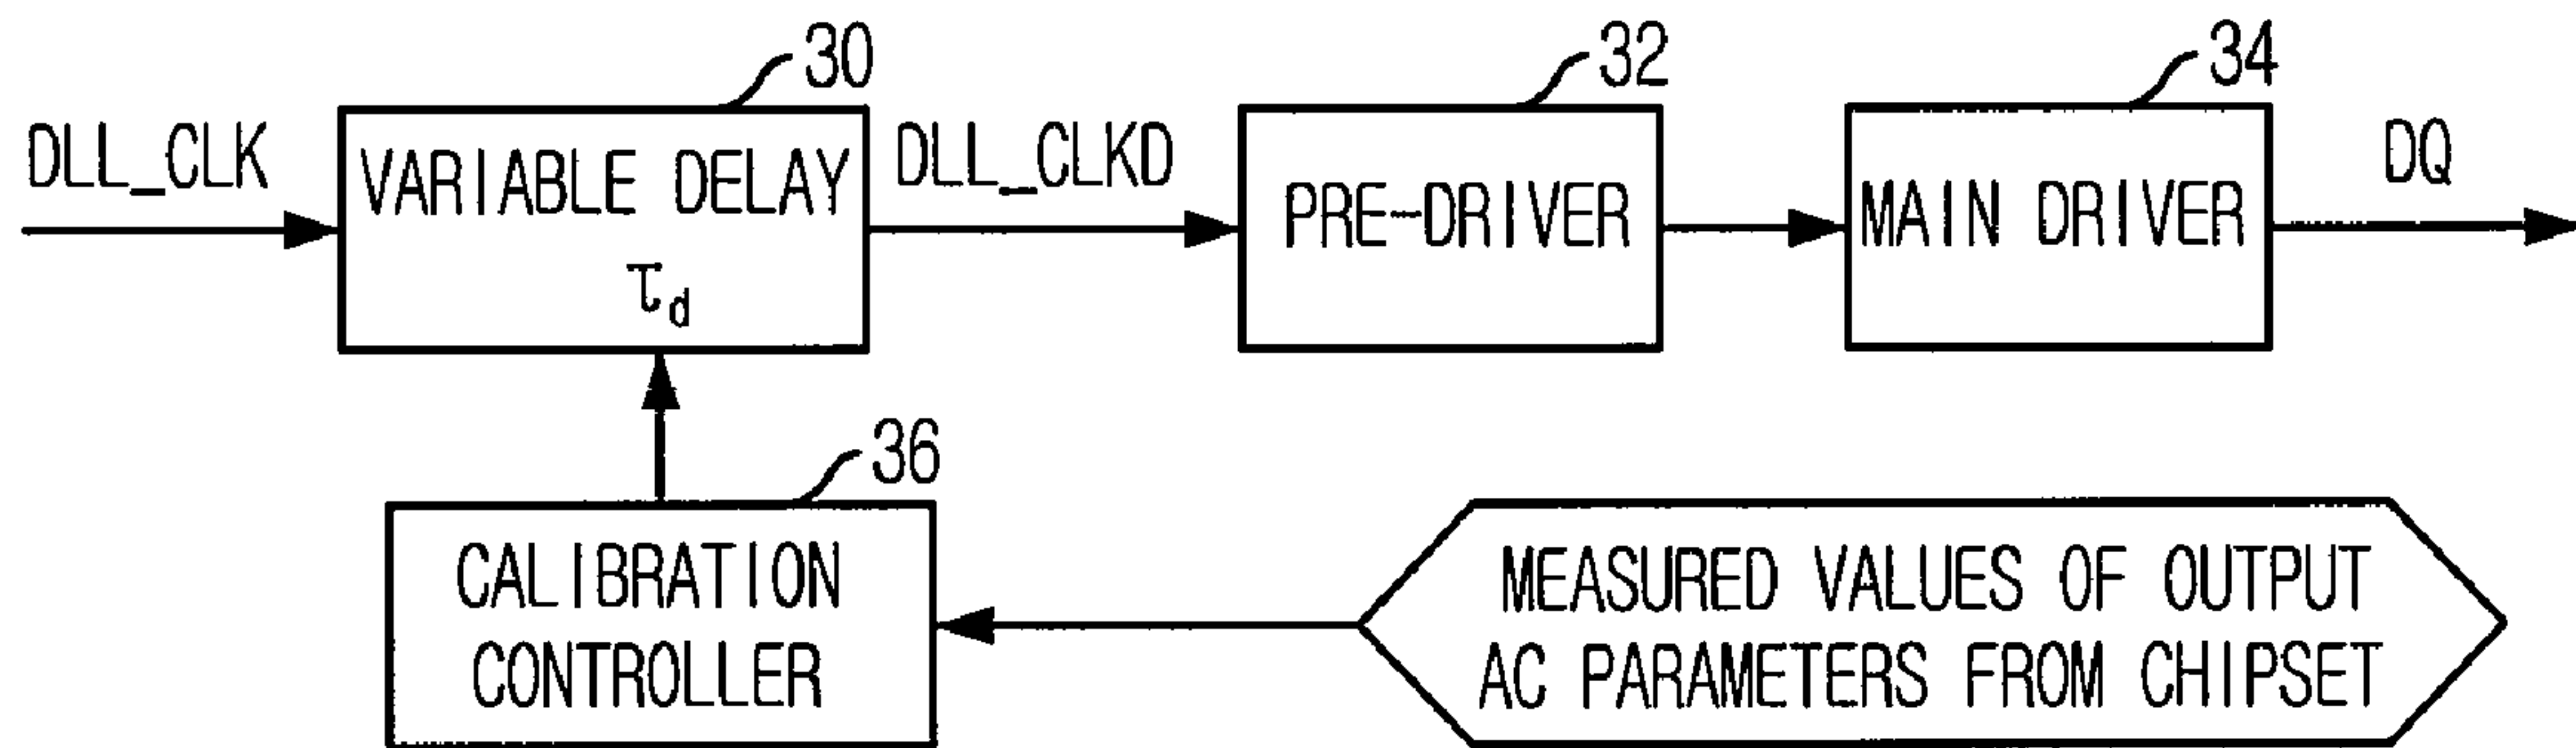 30
32
34
DLL_CLK
VARIABLE DELAY
τd
DLL_CLKD
PRE-DRIVER
MAIN DRIVER
DQ
36
CALIBRATION
CONTROLLER
MEASURED VALUES OF OUTPUT
AC PARAMETERS FROM CHIPSET